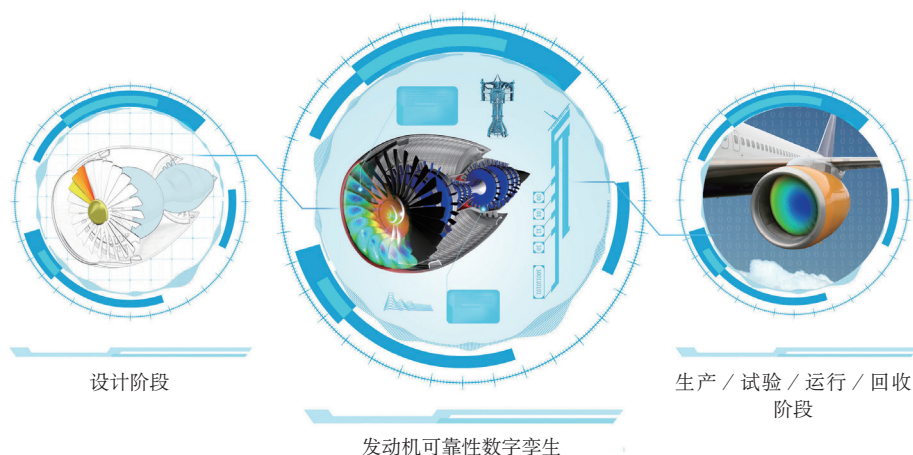 设计阶段
生产 / 试验 / 运行 / 回收
阶段
发动机可靠性数字孪生